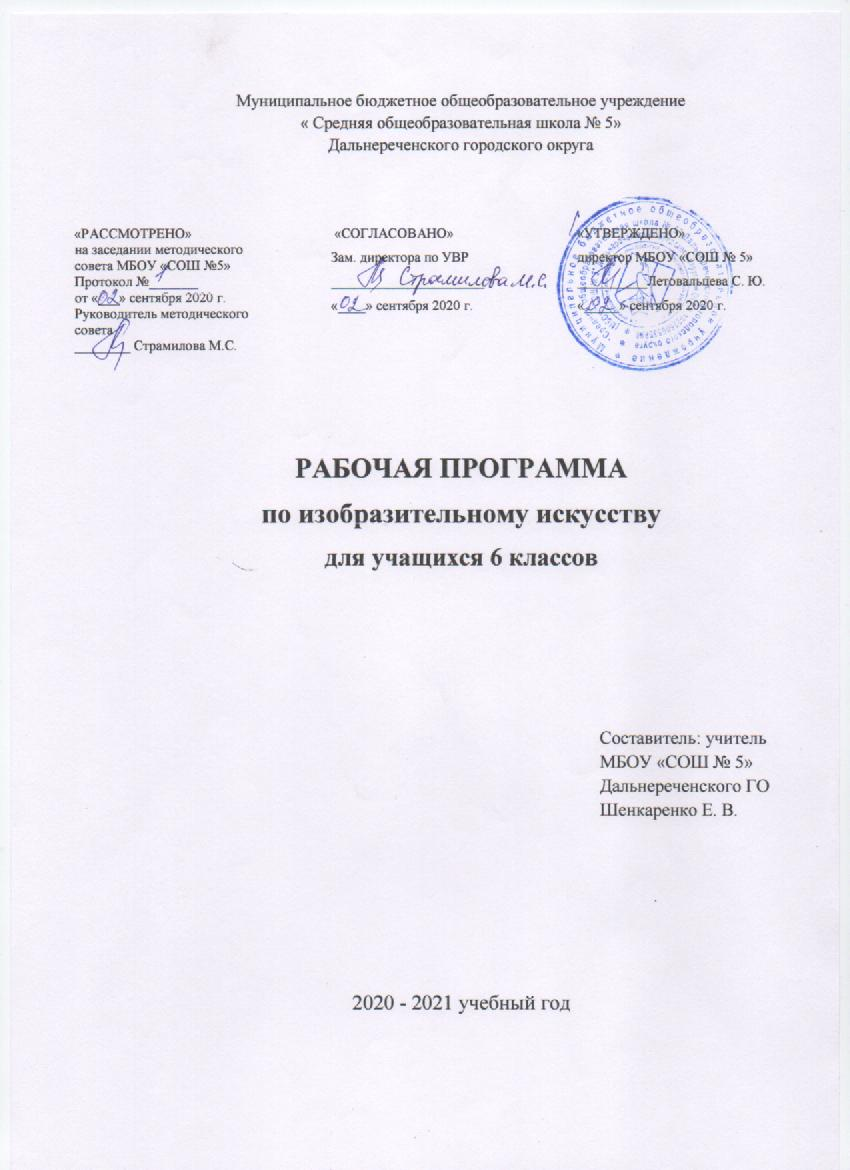 Муниципальное бюджетное общеобразовательное учреждение
« Средняя общеобразовательная школа № 5»
Дальнереченского городского округа
«РАССМОТРЕНО»
на заседании методического
совета МБОУ «СОШ №5»
Протокол № 1
от «02» сентября 2020 г.
Руководитель методического
совета
Страмилова М.С.
«СОГЛАСОВАНО»
Зам. директора по УВР
Страмилова М.С.
«02» сентября 2020 г.
«УТВЕРЖДЕНО»
директор МБОУ «СОШ № 5»
Летовальцева С. Ю.
«02» сентября 2020 г.
РАБОЧАЯ ПРОГРАММА
по изобразительному искусству
для учащихся 6 классов
Составитель: учитель
МБОУ «СОШ № 5»
Дальнереченского ГО
Шенкаренко Е. В.
2020 - 2021 учебный год